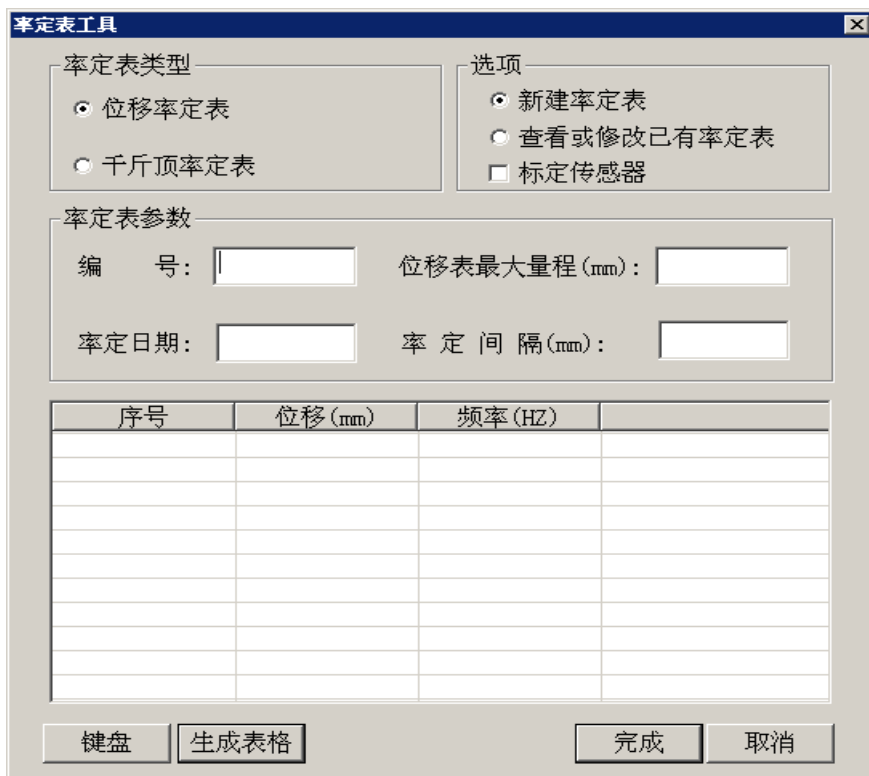 率定表工具
率定表类型
位移率定表
千斤顶率定表
选项
新建率定表
查看或修改已有率定表
标定传感器
率定表参数
编 号: 位移表最大量程(mm):
率定日期: 率 定 间 隔(mm):
序号 位移(mm) 频率(HZ)
键盘 生成表格 完成 取消